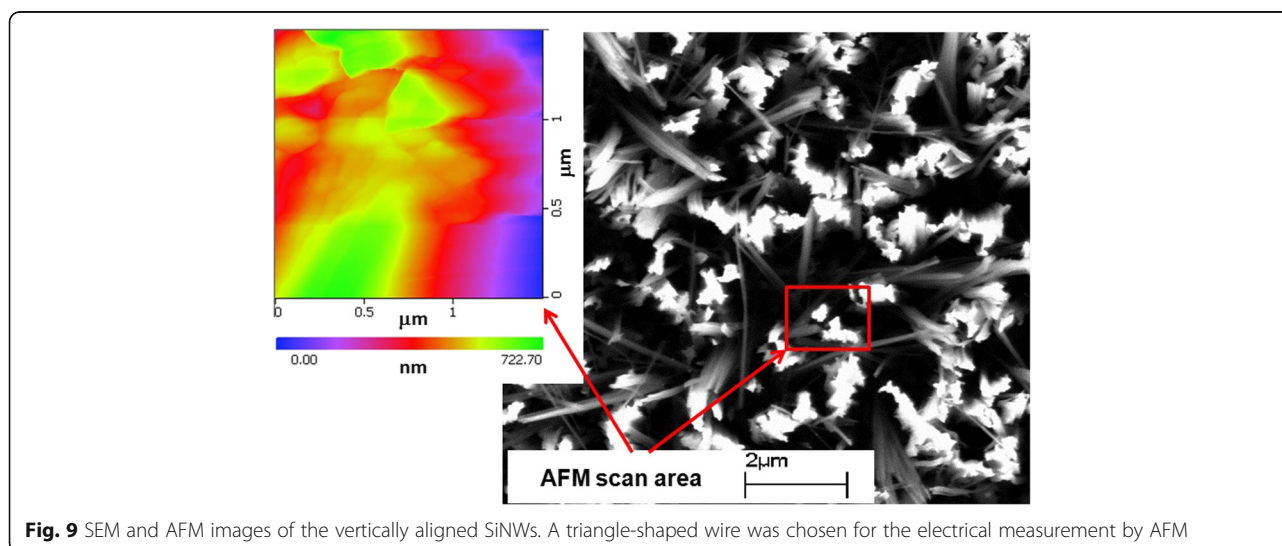 1
μm
0.5
0
0 0.5 1
μm
0.00 722.70
nm
AFM scan area
2μm
Fig. 9 SEM and AFM images of the vertically aligned SiNWs. A triangle-shaped wire was chosen for the electrical measurement by AFM